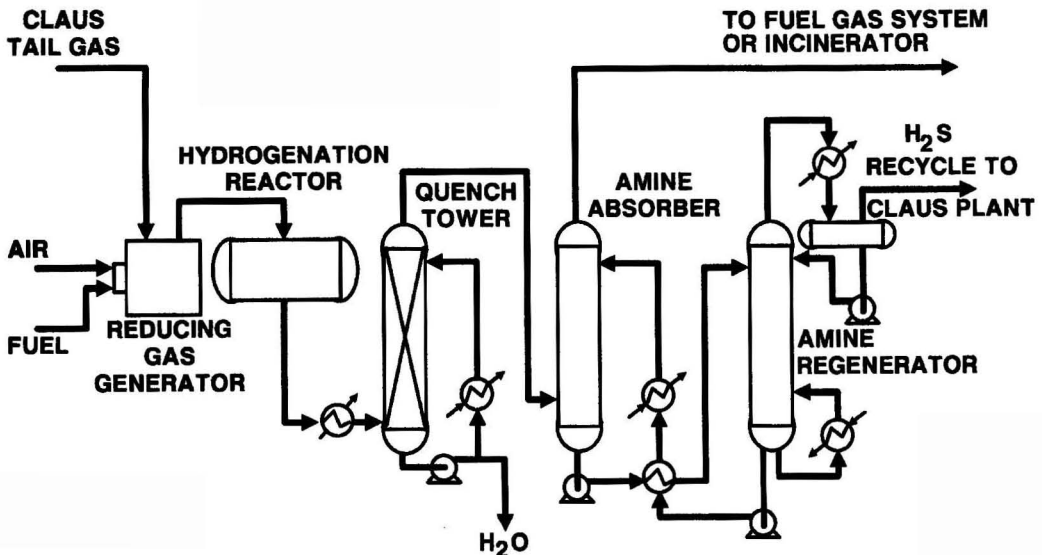 CLAUS
TAIL GAS
TO FUEL GAS SYSTEM
OR INCINERATOR
HYDROGENATION
REACTOR
QUENCH
TOWER
AMINE
ABSORBER
H₂S
RECYCLE TO
CLAUS PLANT
AIR
FUEL
REDUCING
GAS
GENERATOR
AMINE
REGENERATOR
H₂O